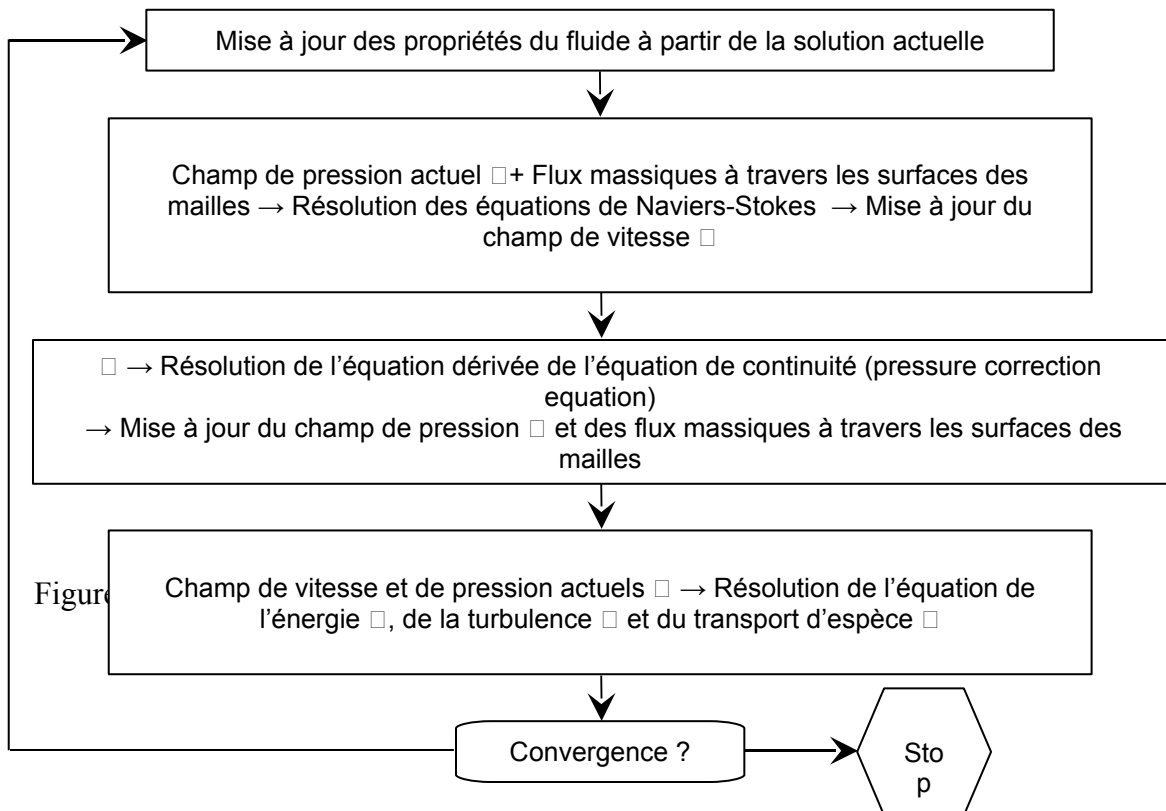 Mise à jour des propriétés du fluide à partir de la solution actuelle
Champ de pression actuel □+ Flux massiques à travers les surfaces des
mailles → Résolution des équations de Naviers-Stokes → Mise à jour du
champ de vitesse □
□ → Résolution de l’équation dérivée de l’équation de continuité (pressure correction
equation)
→ Mise à jour du champ de pression □ et des flux massiques à travers les surfaces des
mailles
Figure
Champ de vitesse et de pression actuels □ → Résolution de l’équation de
l’énergie □, de la turbulence □ et du transport d’espèce □
Convergence ?
Sto
p